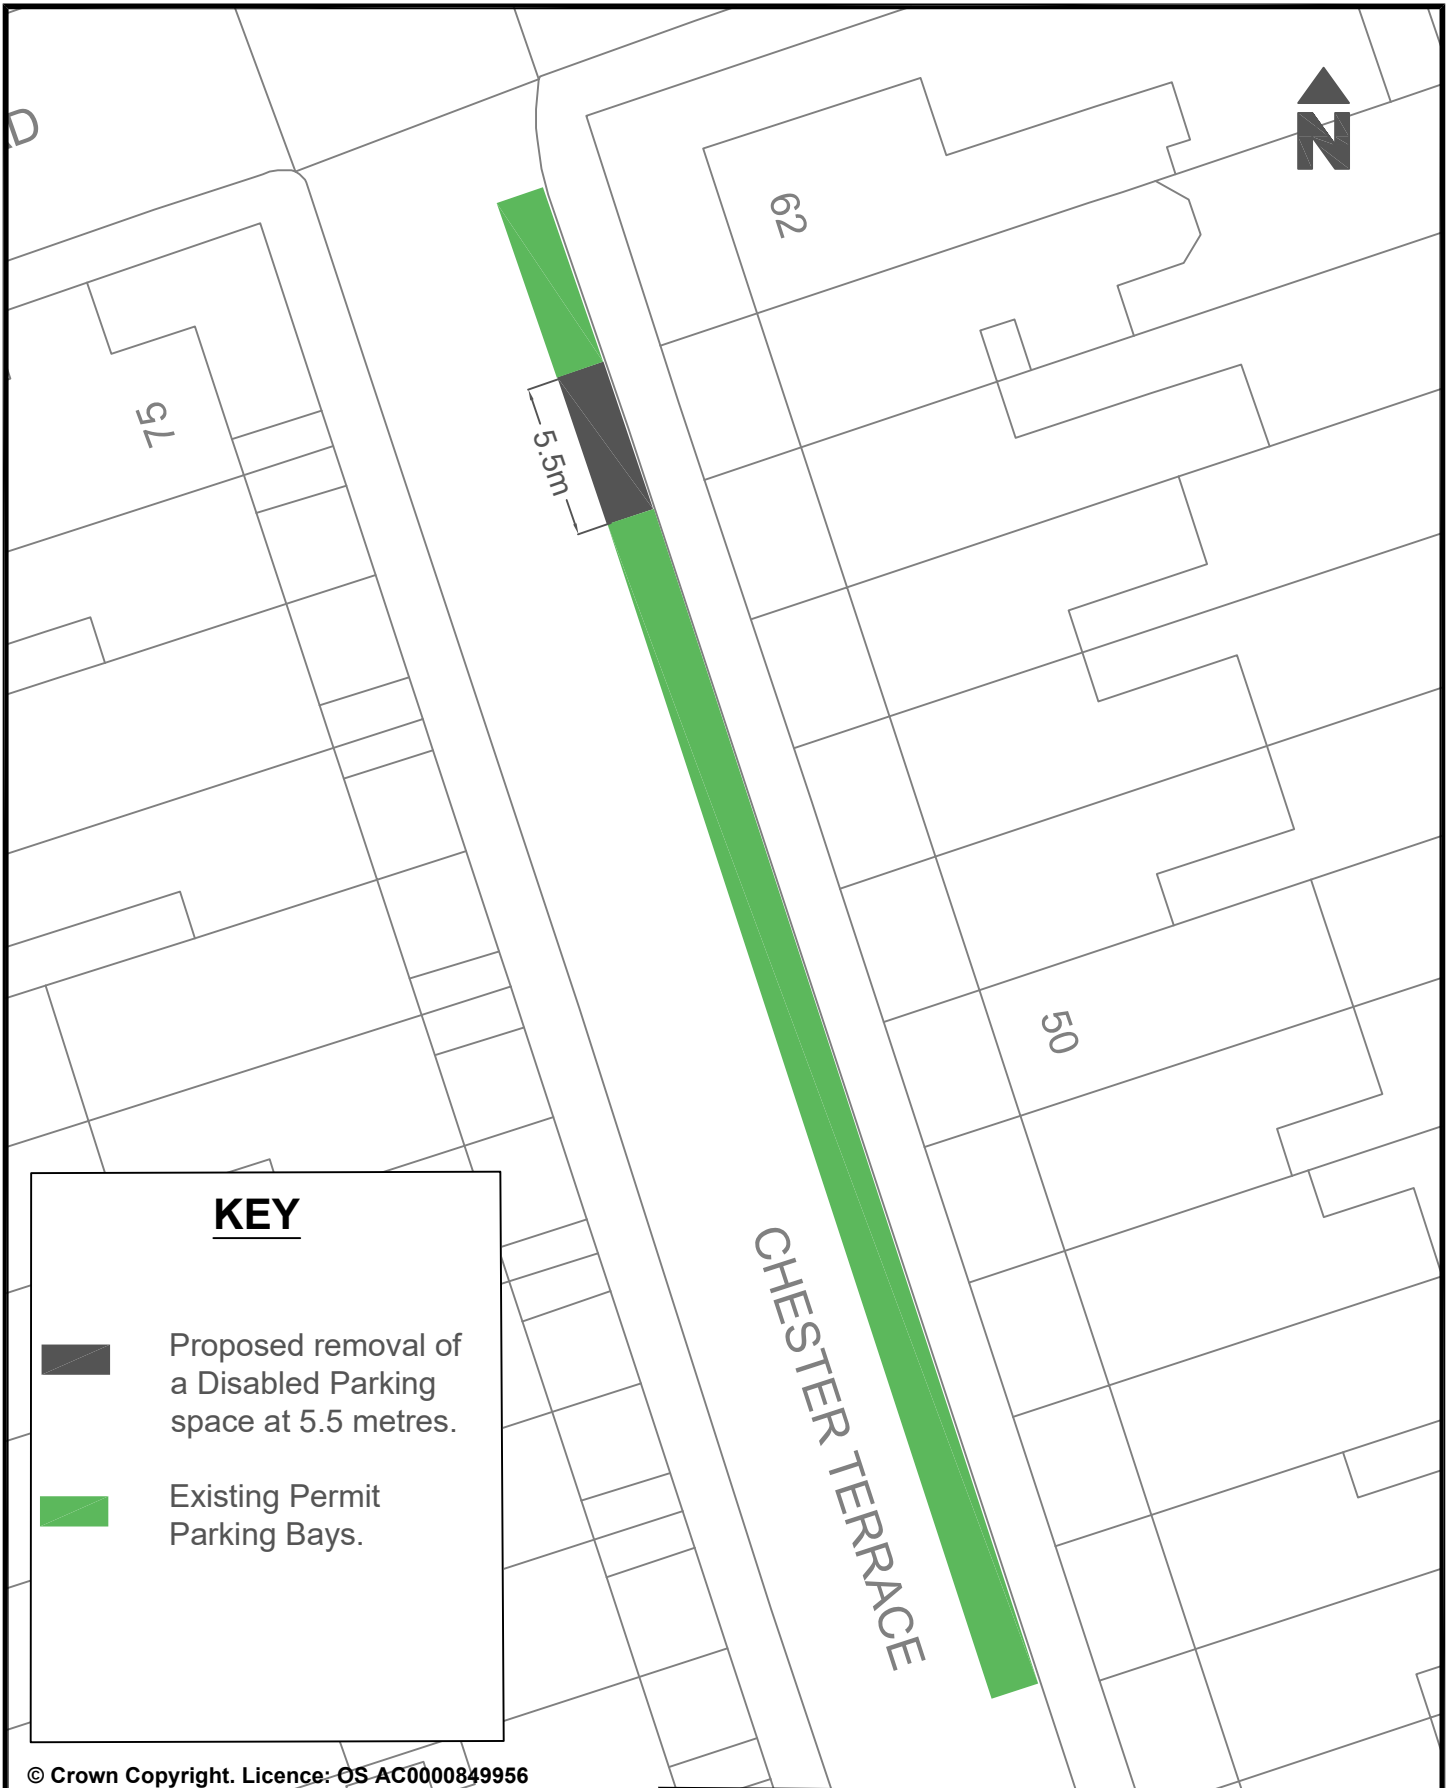 D
N
62
75
5.5m
50
CHESTER TERRACE
KEY
Proposed removal of
a Disabled Parking
space at 5.5 metres.
Existing Permit
Parking Bays.
© Crown Copyright. Licence: OS AC0000849956